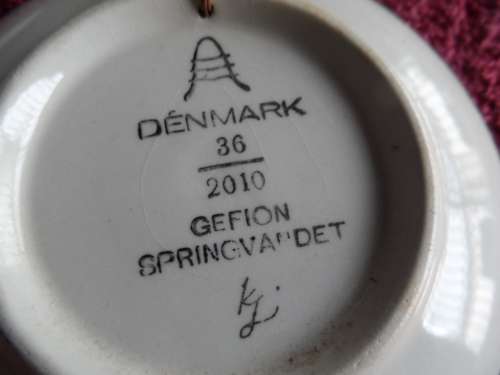 DENMARK
36
2010
GEFION
SPRINGVANDET